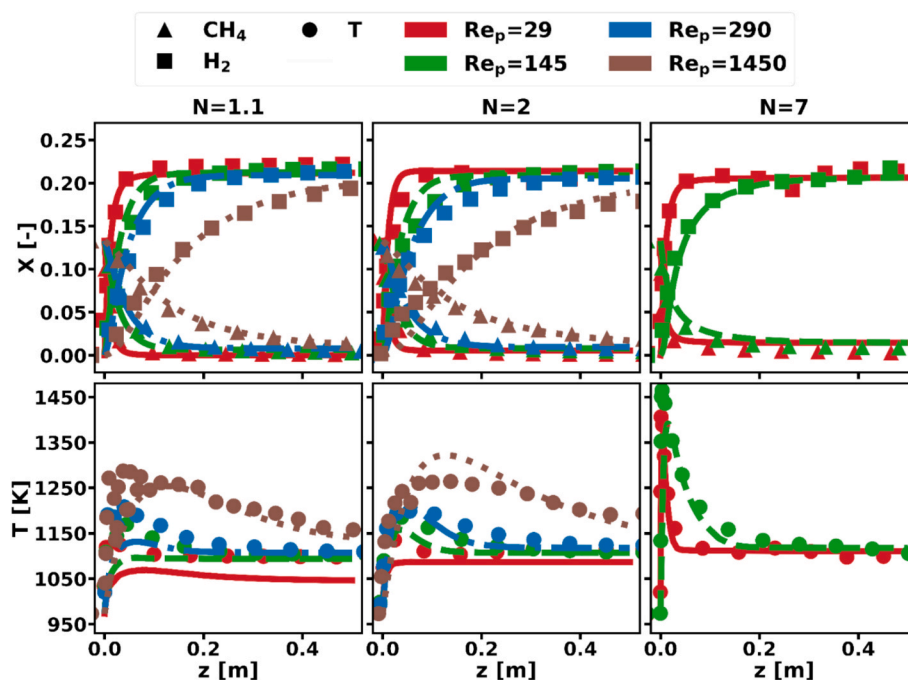 CH₄ T Reₚ=29 Reₚ=290
H₂ Reₚ=145 Reₚ=1450
N=1.1 N=2 N=7
0.25
0.20
0.15
X [-]
0.10
0.05
0.00
1450
1350
1250
T [K]
1150
1050
950
0.0 0.2 0.4 0.0 0.2 0.4 0.0 0.2 0.4
z [m] z [m] z [m]